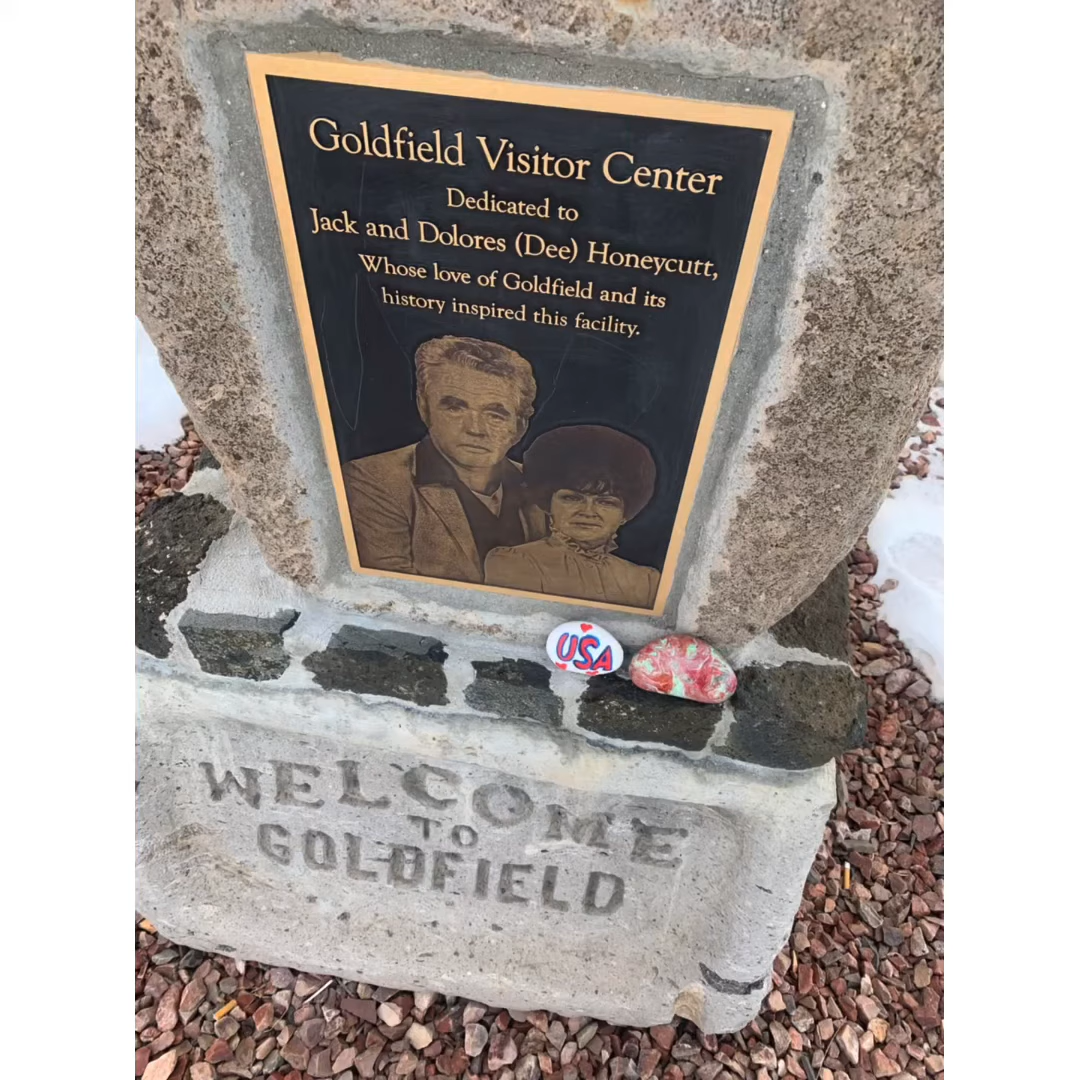 Goldfield Visitor Center
Dedicated to
Jack and Dolores (Dee) Honeycutt,
Whose love of Goldfield and its
history inspired this facility.
USA
WELCOME
TO
GOLDFIELD